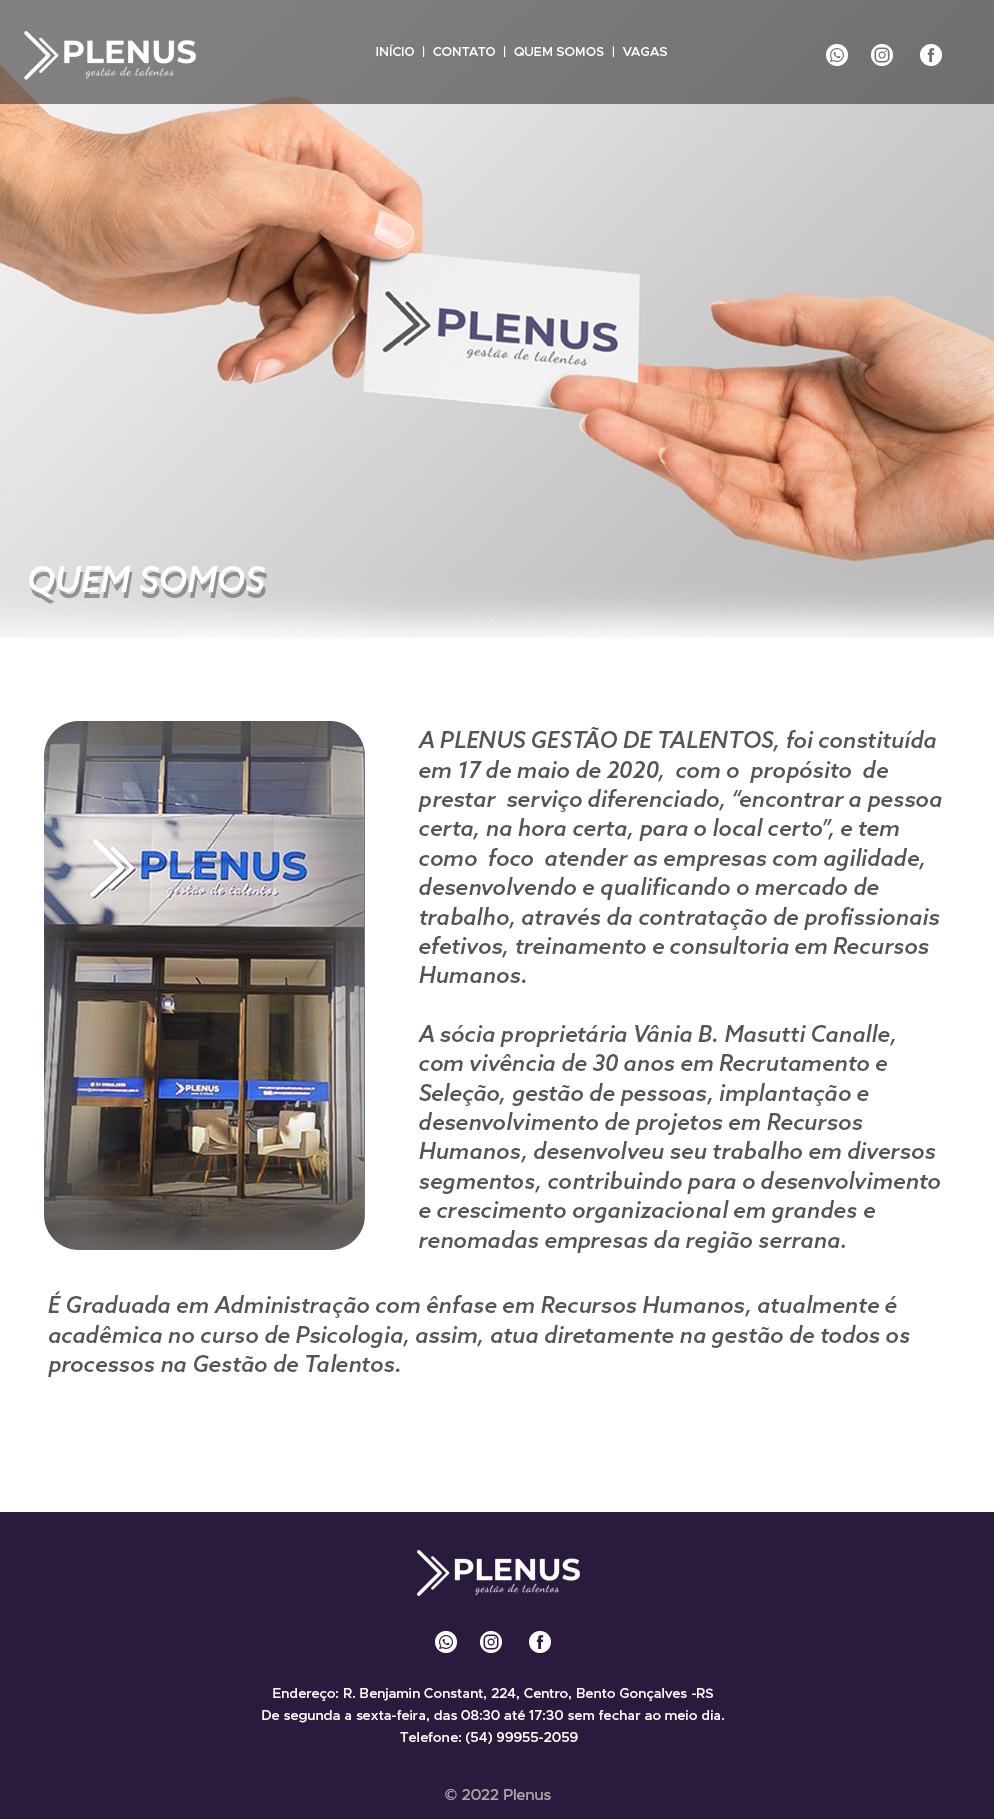 PLENUS
gestão de talentos
INÍCIO | CONTATO | QUEM SOMOS | VAGAS
PLENUS
gestão de talentos
QUEM SOMOS
PLENUS
gestão de talentos
PLENUS
A PLENUS GESTÃO DE TALENTOS, foi constituída
em 17 de maio de 2020, com o propósito de
prestar serviço diferenciado, “encontrar a pessoa
certa, na hora certa, para o local certo”, e tem
como foco atender as empresas com agilidade,
desenvolvendo e qualificando o mercado de
trabalho, através da contratação de profissionais
efetivos, treinamento e consultoria em Recursos
Humanos.
A sócia proprietária Vânia B. Masutti Canalle,
com vivência de 30 anos em Recrutamento e
Seleção, gestão de pessoas, implantação e
desenvolvimento de projetos em Recursos
Humanos, desenvolveu seu trabalho em diversos
segmentos, contribuindo para o desenvolvimento
e crescimento organizacional em grandes e
renomadas empresas da região serrana.
É Graduada em Administração com ênfase em Recursos Humanos, atualmente é
acadêmica no curso de Psicologia, assim, atua diretamente na gestão de todos os
processos na Gestão de Talentos.
PLENUS
gestão de talentos
Endereço: R. Benjamin Constant, 224, Centro, Bento Gonçalves -RS
De segunda a sexta-feira, das 08:30 até 17:30 sem fechar ao meio dia.
Telefone: (54) 99955-2059
© 2022 Plenus